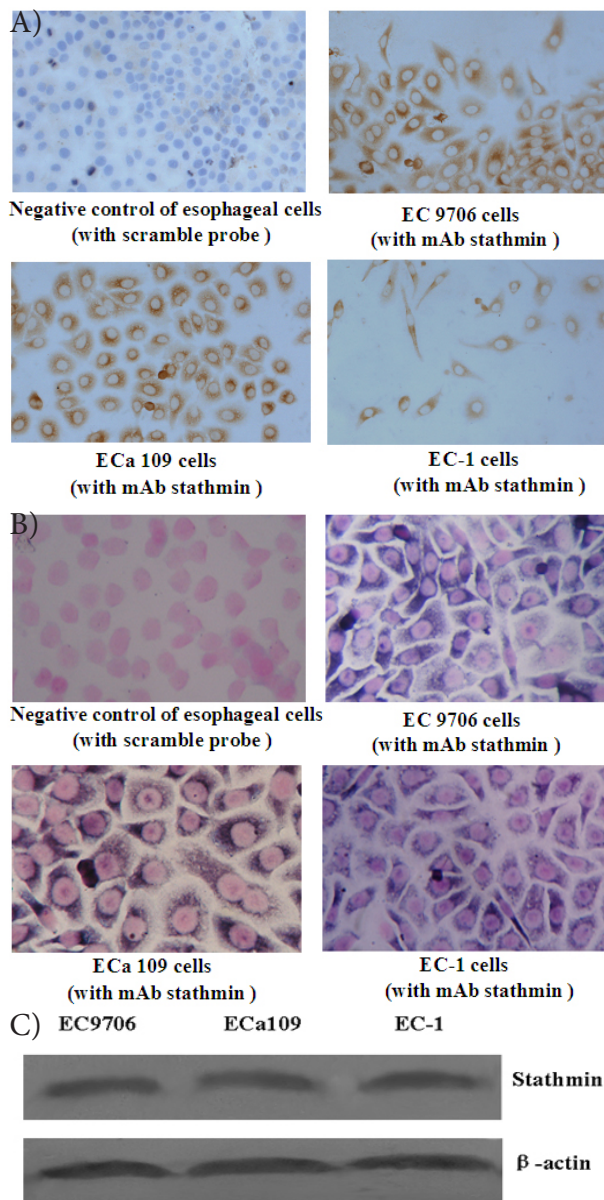 A)
Negative control of esophageal cells
(with scramble probe )
EC 9706 cells
(with mAb stathmin )
ECa 109 cells
(with mAb stathmin )
EC-1 cells
(with mAb stathmin )
B)
Negative control of esophageal cells
(with scramble probe )
EC 9706 cells
(with mAb stathmin )
ECa 109 cells
(with mAb stathmin )
EC-1 cells
(with mAb stathmin )
C)
EC9706 ECa109 EC-1
Stathmin
β-actin